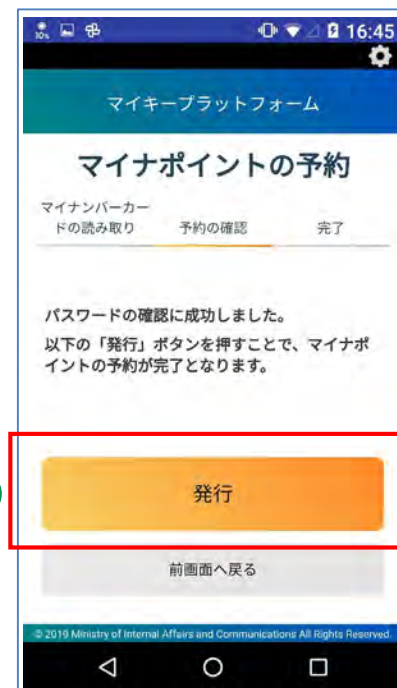 10%
16:45
マイキープラットフォーム
マイナポイントの予約
マイナンバーカー
ドの読み取り
予約の確認
完了
パスワードの確認に成功しました。
以下の「発行」ボタンを押すことで、マイナポ
イントの予約が完了となります。
発行
前画面へ戻る
© 2019 Ministry of Internal Affairs and Communications All Rights Reserved.